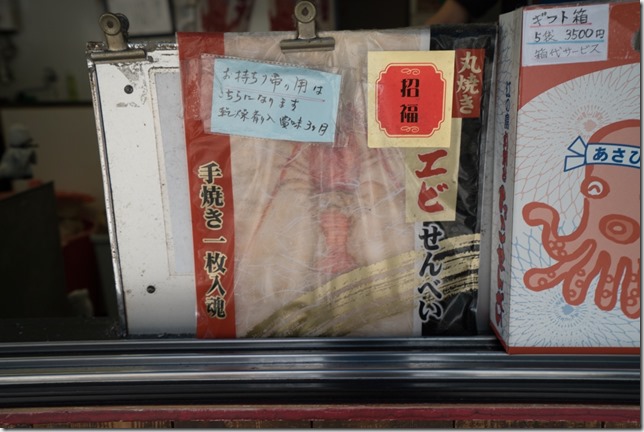 お持ち帰り用は
こちらになります
乾燥剤入 賞味3ヶ月
招福
丸焼き
エビ
せんべい
手焼き一枚入魂
ギフト箱
5袋 3500円
箱代サービス
あさひ